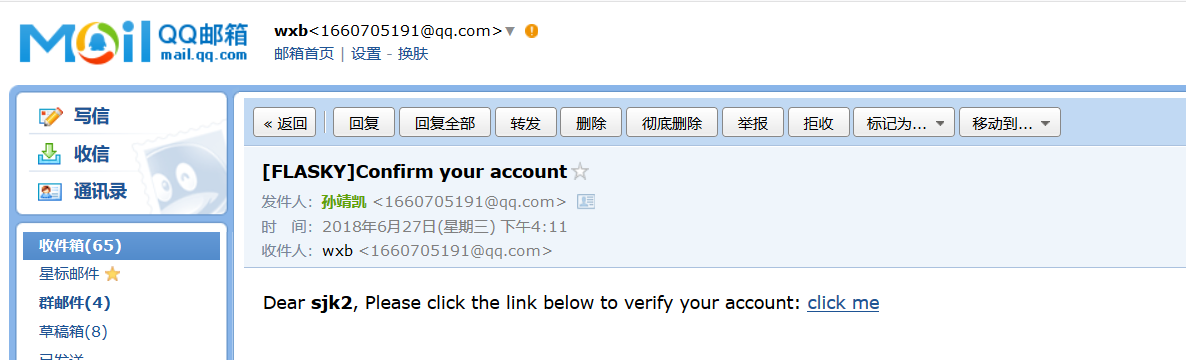 Mail QQ邮箱
mail.qq.com
wxb<1660705191@qq.com>
邮箱首页 | 设置 - 换肤
写信
收信
通讯录
收件箱(65)
星标邮件
群邮件(4)
草稿箱(8)
已发送
« 返回 回复 回复全部 转发 删除 彻底删除 举报 拒收 标记为... 移动到...
[FLASKY]Confirm your account
发件人: 孙靖凯 <1660705191@qq.com>
时 间: 2018年6月27日(星期三) 下午4:11
收件人: wxb <1660705191@qq.com>
Dear sjk2, Please click the link below to verify your account: click me